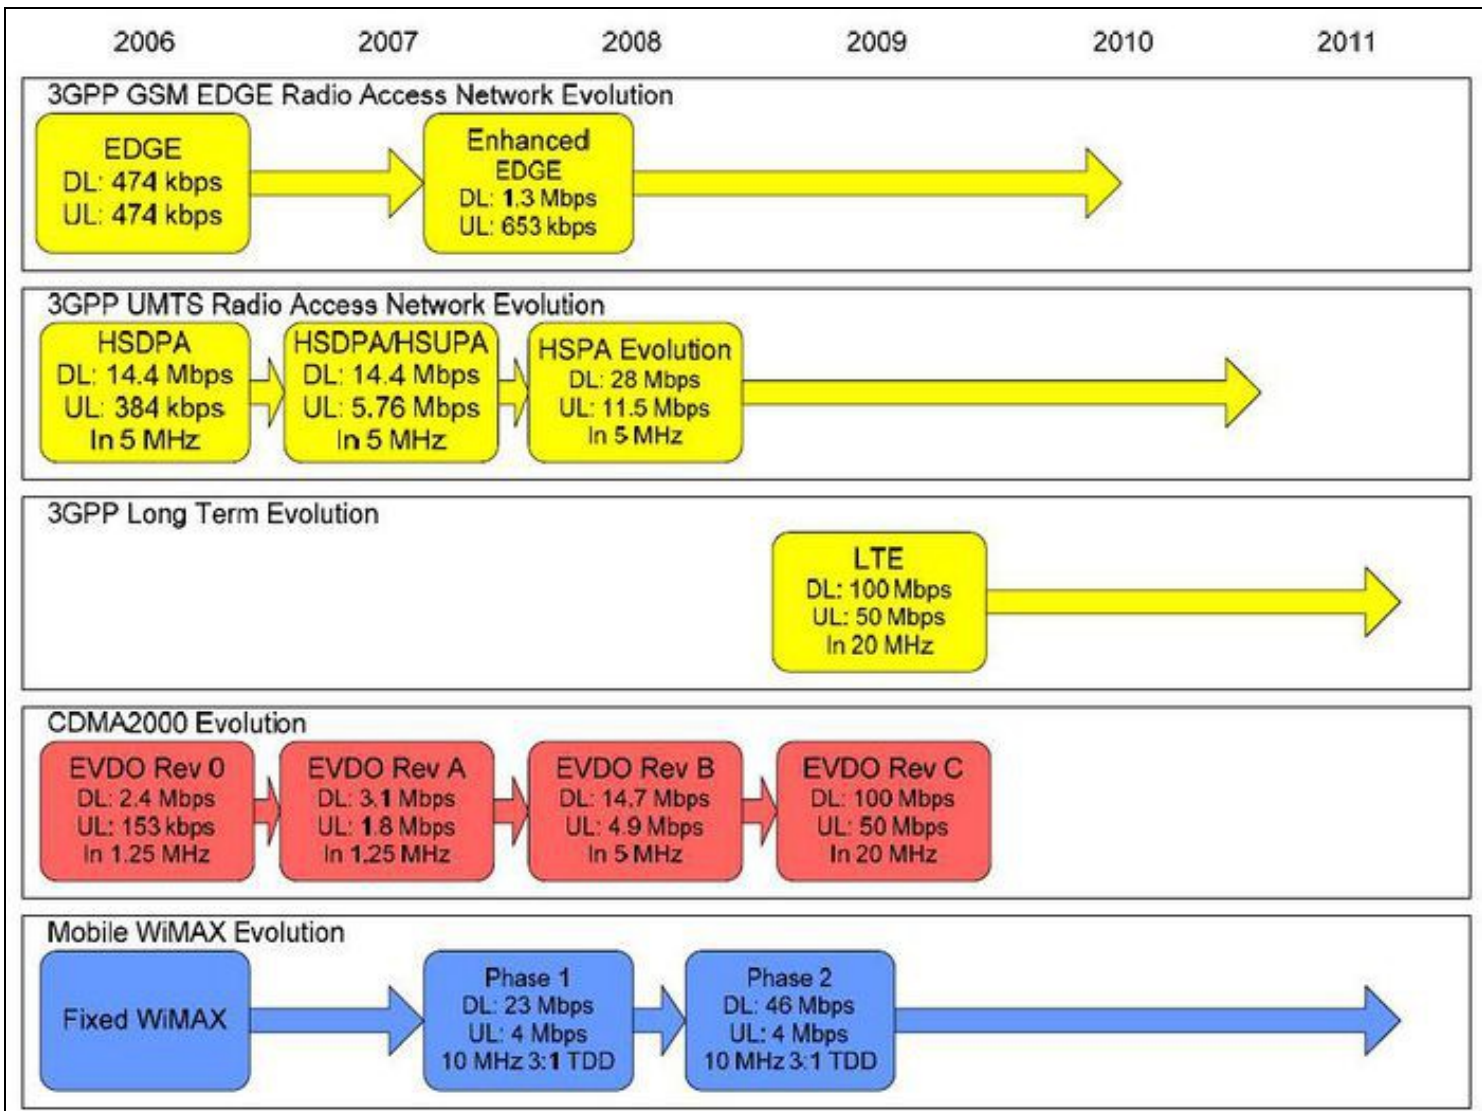 2006 2007 2008 2009 2010 2011
3GPP GSM EDGE Radio Access Network Evolution
EDGE
DL: 474 kbps
UL: 474 kbps
Enhanced
EDGE
DL: 1.3 Mbps
UL: 653 kbps
3GPP UMTS Radio Access Network Evolution
HSDPA
DL: 14.4 Mbps
UL: 384 kbps
In 5 MHz
HSDPA/HSUPA
DL: 14.4 Mbps
UL: 5.76 Mbps
In 5 MHz
HSPA Evolution
DL: 28 Mbps
UL: 11.5 Mbps
In 5 MHz
3GPP Long Term Evolution
LTE
DL: 100 Mbps
UL: 50 Mbps
In 20 MHz
CDMA2000 Evolution
EVDO Rev 0
DL: 2.4 Mbps
UL: 153 kbps
In 1.25 MHz
EVDO Rev A
DL: 3.1 Mbps
UL: 1.8 Mbps
In 1.25 MHz
EVDO Rev B
DL: 14.7 Mbps
UL: 4.9 Mbps
In 5 MHz
EVDO Rev C
DL: 100 Mbps
UL: 50 Mbps
In 20 MHz
Mobile WiMAX Evolution
Fixed WiMAX
Phase 1
DL: 23 Mbps
UL: 4 Mbps
10 MHz 3:1 TDD
Phase 2
DL: 46 Mbps
UL: 4 Mbps
10 MHz 3:1 TDD